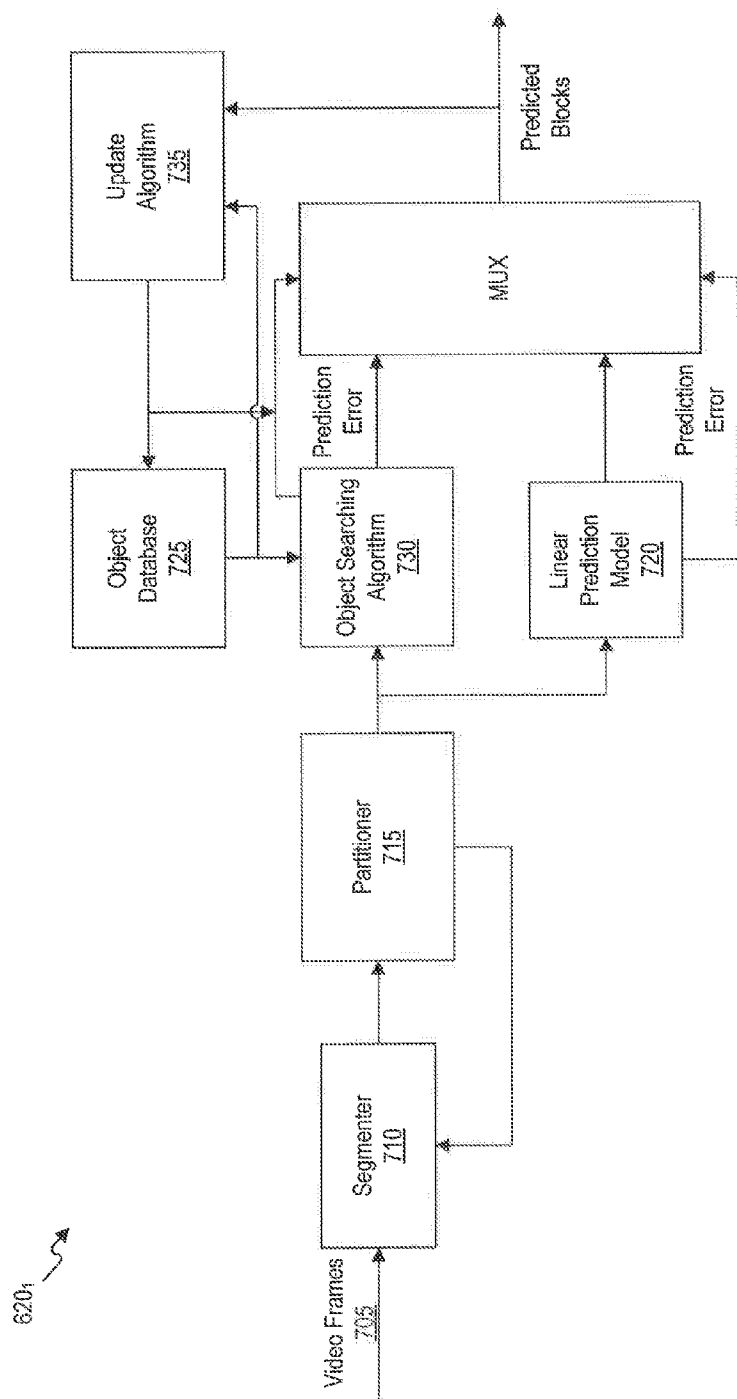 620₁
Video Frames
705
Segmenter
710
Partitioner
715
Object
Database
725
Object Searching
Algorithm
730
Linear
Prediction
Model
720
Update
Algorithm
735
Prediction
Error
Prediction
Error
MUX
Predicted
Blocks